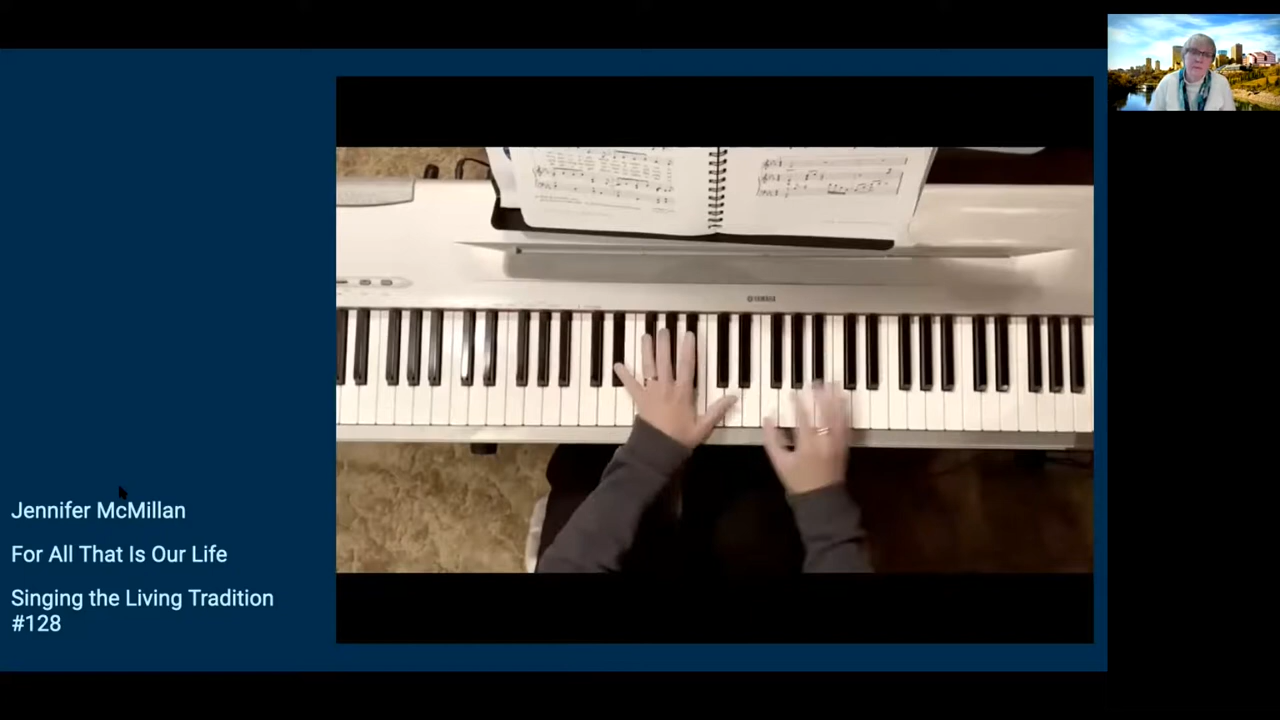 YAMAHA
Jennifer McMillan
For All That Is Our Life
Singing the Living Tradition
#128